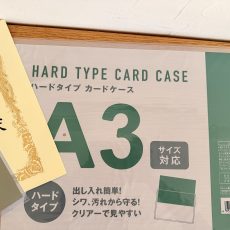 HARD TYPE CARD CASE
ハードタイプ カードケース
A3
サイズ
対応
ハード
タイプ
出し入れ簡単!
シワ、汚れから守る!
クリアーで見やすい